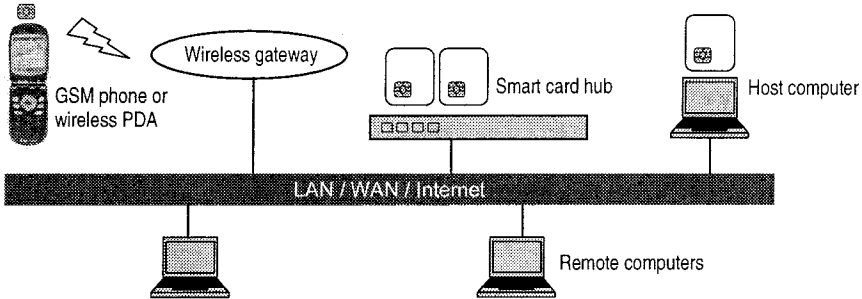 Wireless gateway
GSM phone or
wireless PDA
Smart card hub
Host computer
LAN / WAN / Internet
Remote computers